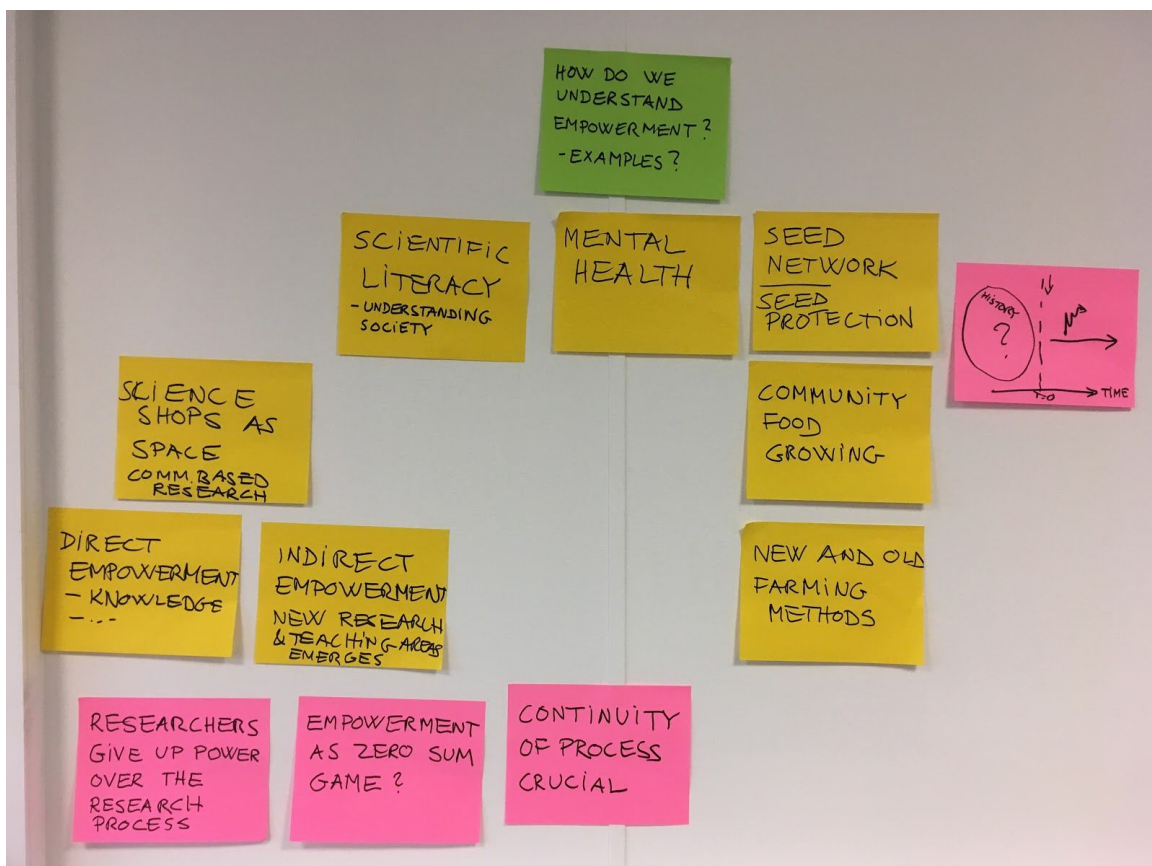 HOW DO WE
UNDERSTAND
EMPOWERMENT?
- EXAMPLES?
SCIENTIFIC
LITERACY
- UNDERSTANDING
SOCIETY
MENTAL
HEALTH
SEED
NETWORK
SEED
PROTECTION
HISTORY
?
TIME
SCIENCE
SHOPS AS
SPACE
COMM. BASED
RESEARCH
COMMUNITY
FOOD
GROWING
DIRECT
EMPOWERMENT
- KNOWLEDGE
- ...
INDIRECT
EMPOWERMENT
NEW RESEARCH
& TEACHING AREAS
EMERGES
NEW AND OLD
FARMING
METHODS
RESEARCHERS
GIVE UP POWER
OVER THE
RESEARCH
PROCESS
EMPOWERMENT
AS ZERO SUM
GAME?
CONTINUITY
OF PROCESS
CRUCIAL